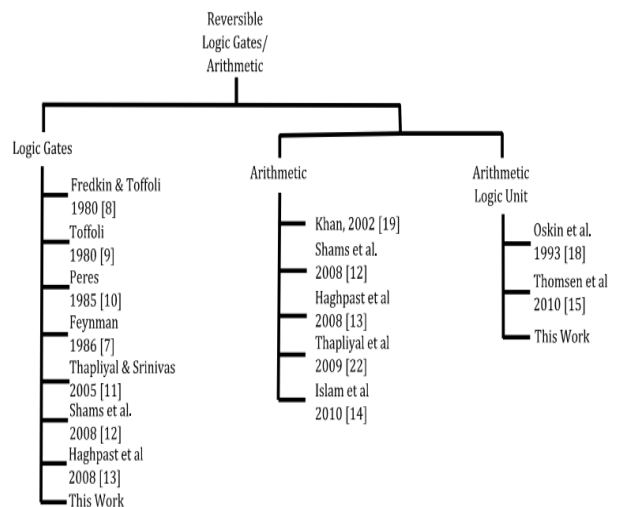 Reversible
Logic Gates/
Arithmetic
Logic Gates
Fredkin & Toffoli
1980 [8]
Toffoli
1980 [9]
Peres
1985 [10]
Feynman
1986 [7]
Thapliyal & Srinivas
2005 [11]
Shams et al.
2008 [12]
Haghpast et al
2008 [13]
This Work
Arithmetic
Khan, 2002 [19]
Shams et al.
2008 [12]
Haghpast et al
2008 [13]
Thapliyal et al
2009 [22]
Islam et al
2010 [14]
Arithmetic
Logic Unit
Oskin et al.
1993 [18]
Thomsen et al
2010 [15]
This Work